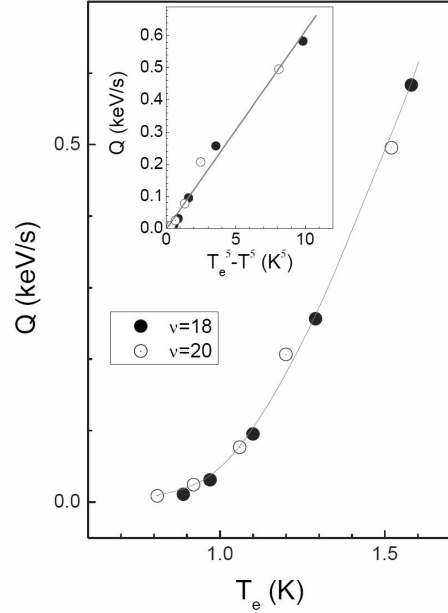 0.6
0.5
0.4
0.3
0.2
0.1
0.0
Q (keV/s)
0 5 10
Tₑ⁵-T⁵ (K⁵)
0.5
0.0
Q (keV/s)
ν=18
ν=20
1.0 1.5
Tₑ (K)